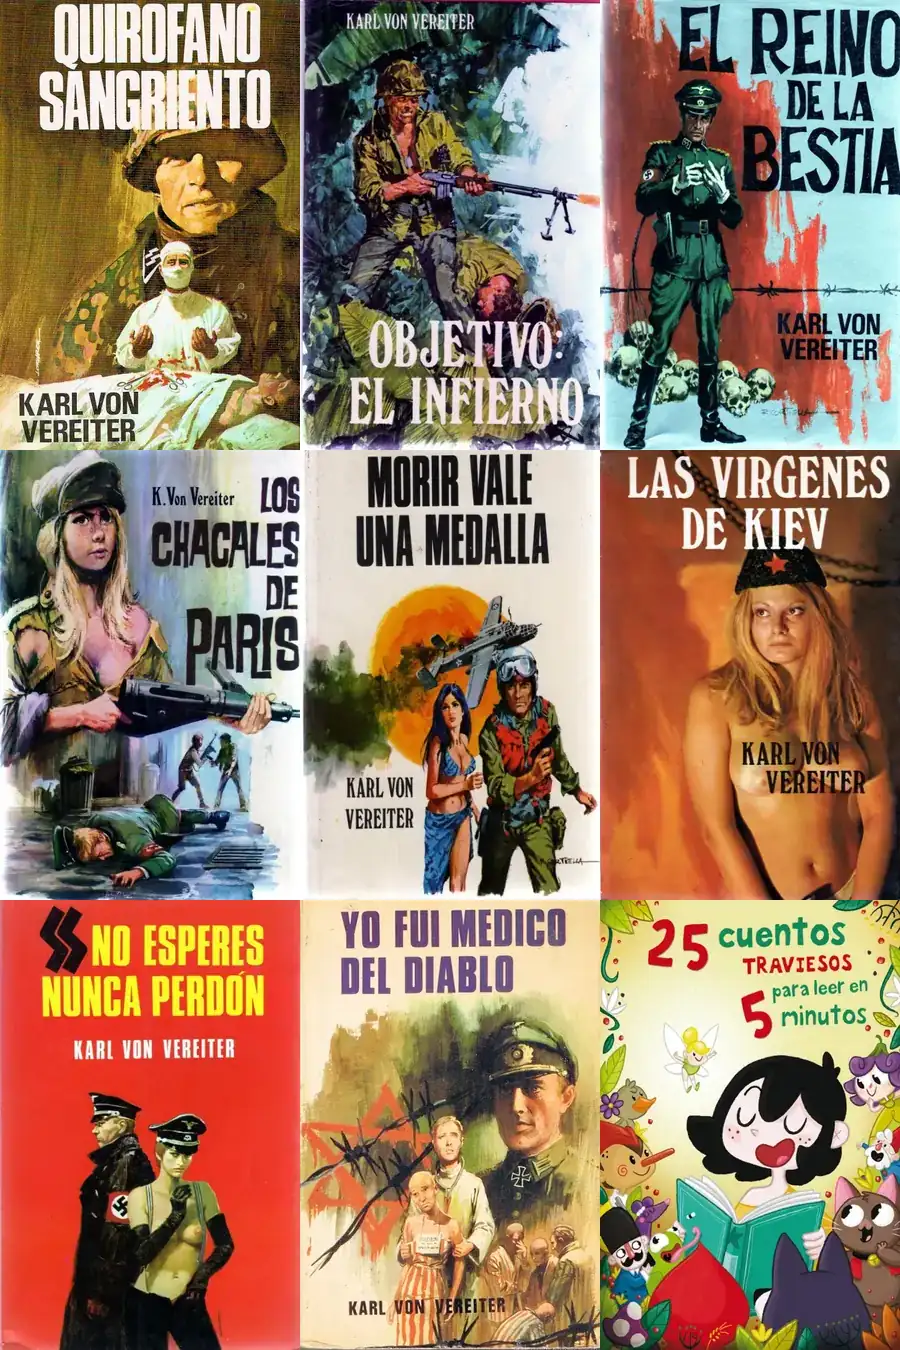 QUIROFANO
SANGRIENTO
KARL VON
VEREITER
KARL VON VEREITER
OBJETIVO:
EL INFIERNO
EL REINO
DE LA
BESTIA
KARL VON
VEREITER
K. Von Vereiter
LOS
CHACALES
DE
PARIS
MORIR VALE
UNA MEDALLA
KARL VON
VEREITER
LAS VIRGENES
DE KIEV
KARL VON
VEREITER
NO ESPERES
NUNCA PERDÓN
KARL VON VEREITER
YO FUI MEDICO
DEL DIABLO
KARL VON VEREITER
25 cuentos
TRAVIESOS
para leer en
5 minutos